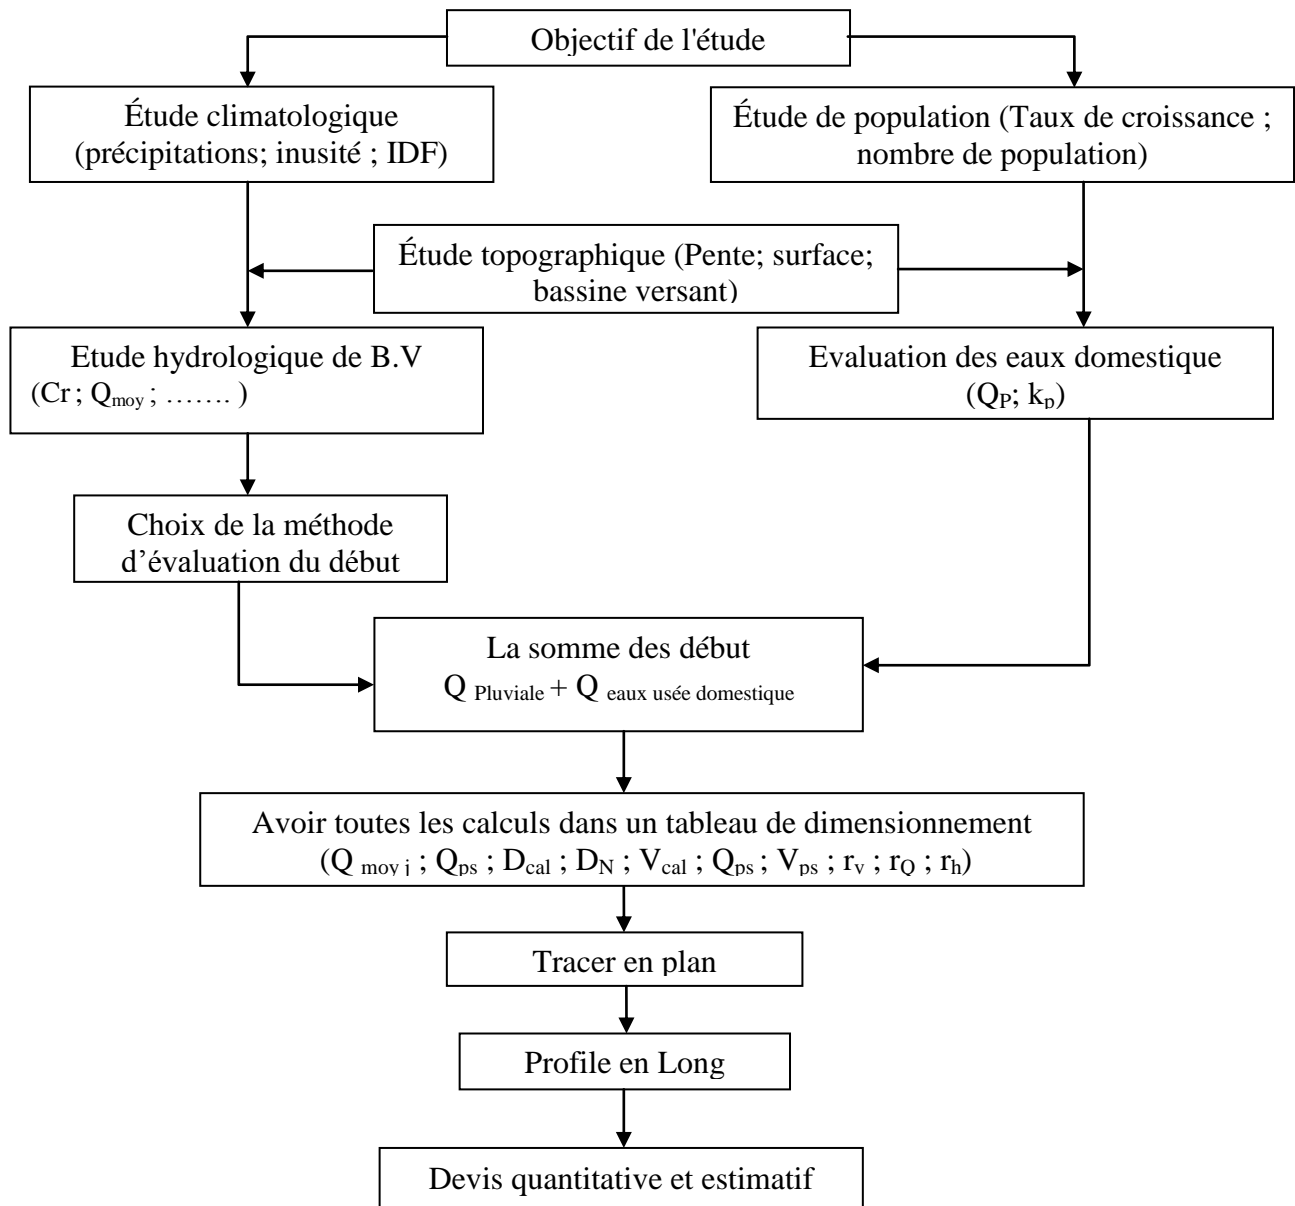 Objectif de l'étude
Étude climatologique
(précipitations; inusité ; IDF)
Étude de population (Taux de croissance ;
nombre de population)
Étude topographique (Pente; surface;
bassine versant)
Etude hydrologique de B.V
(Cr ; Qmoy ; ……. )
Evaluation des eaux domestique
(QP; kp)
Choix de la méthode
d’évaluation du début
La somme des début
Q Pluviale + Q eaux usée domestique
Avoir toutes les calculs dans un tableau de dimensionnement
(Q moy j ; Qps ; Dcal ; DN ; Vcal ; Qps ; Vps ; rv ; rQ ; rh)
Tracer en plan
Profile en Long
Devis quantitative et estimatif